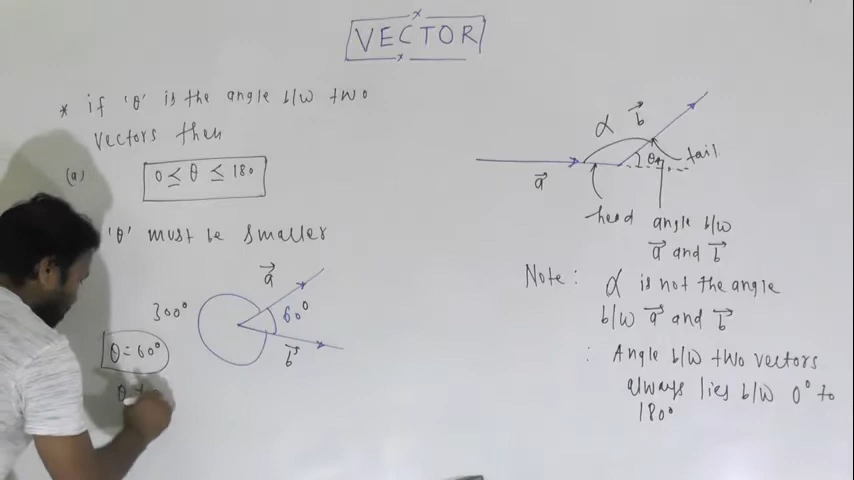 VECTOR
* if 'θ' is the angle b/w two
vectors then
(a) 0 ≤ θ ≤ 180
'θ' must be smaller
a⃗
300°
60°
b⃗
θ = 60°
θ ≠
α
b⃗
θ
tail
a⃗
head
angle b/w
a⃗ and b⃗
Note: α is not the angle
b/w a⃗ and b⃗
: Angle b/w two vectors
always lies b/w 0° to
180°